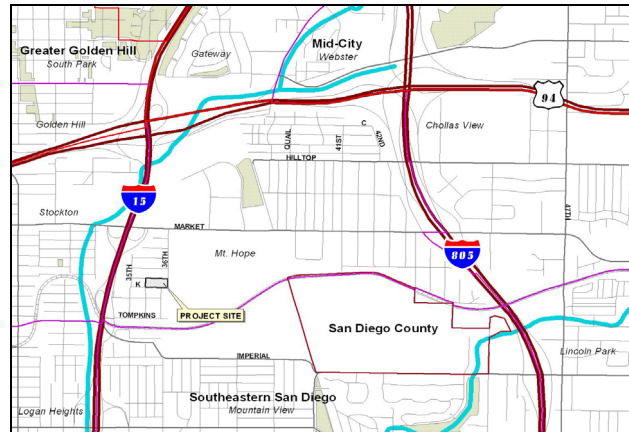 Greater Golden Hill
South Park
Gateway
Mid-City
Webster
94
Golden Hill
QUAIL
41ST
C
42ND
Chollas View
HILLTOP
15
47TH
Stockton
MARKET
805
35TH
36TH
Mt. Hope
K
PROJECT SITE
TOMPKINS
San Diego County
IMPERIAL
Lincoln Park
Southeastern San Diego
Mountain View
Logan Heights